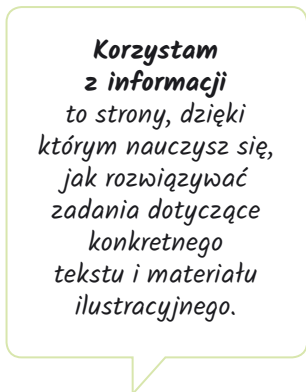 Korzystam
z informacji
to strony, dzięki
którym nauczysz się,
jak rozwiązywać
zadania dotyczące
konkretnego
tekstu i materiału
ilustracyjnego.